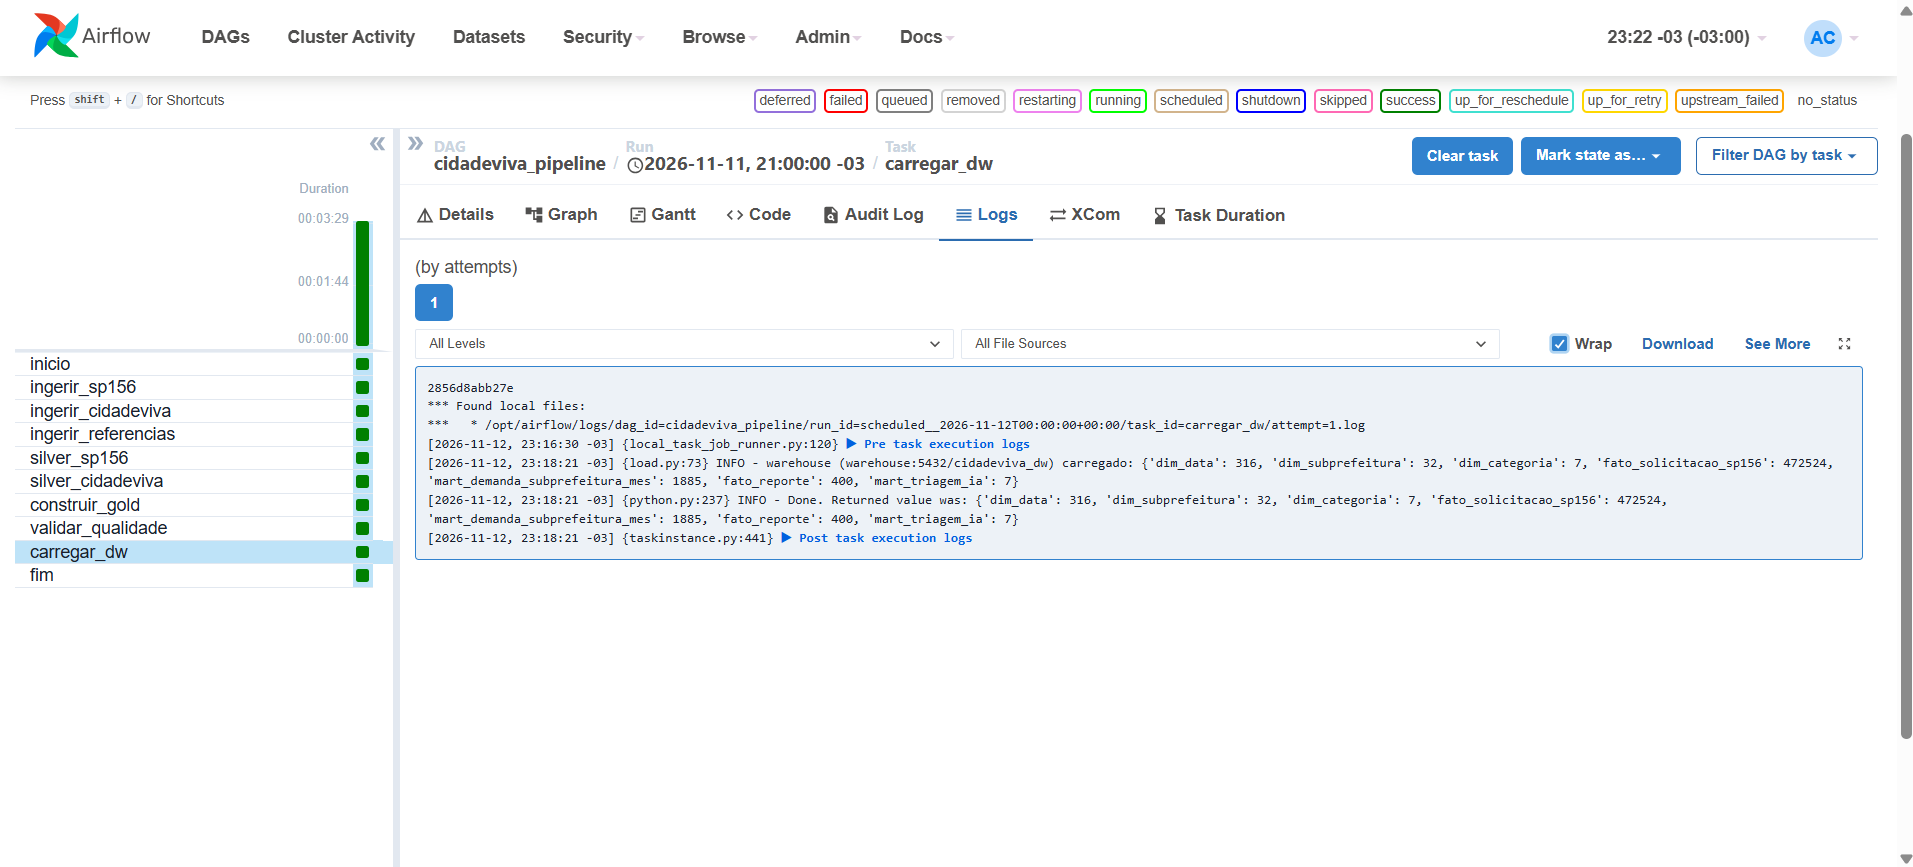 Airflow
DAGs
Cluster Activity
Datasets
Security
Browse
Admin
Docs
23:22 -03 (-03:00)
AC
Press shift + / for Shortcuts
deferred
failed
queued
removed
restarting
running
scheduled
shutdown
skipped
success
up_for_reschedule
up_for_retry
upstream_failed
no_status
Duration
00:03:29
00:01:44
00:00:00
inicio
ingerir_sp156
ingerir_cidadeviva
ingerir_referencias
silver_sp156
silver_cidadeviva
construir_gold
validar_qualidade
carregar_dw
fim
DAG
cidadeviva_pipeline
/
Run
2026-11-11, 21:00:00 -03
/
Task
carregar_dw
Clear task
Mark state as...
Filter DAG by task
Details
Graph
Gantt
Code
Audit Log
Logs
XCom
Task Duration
(by attempts)
1
All Levels
All File Sources
Wrap
Download
See More
2856d8abb27e
*** Found local files:
***   * /opt/airflow/logs/dag_id=cidadeviva_pipeline/run_id=scheduled__2026-11-12T00:00:00+00:00/task_id=carregar_dw/attempt=1.log
[2026-11-12, 23:16:30 -03] {local_task_job_runner.py:120} ▶ Pre task execution logs
[2026-11-12, 23:18:21 -03] {load.py:73} INFO - warehouse (warehouse:5432/cidadeviva_dw) carregado: {'dim_data': 316, 'dim_subprefeitura': 32, 'dim_categoria': 7, 'fato_solicitacao_sp156': 472524,
'mart_demanda_subprefeitura_mes': 1885, 'fato_reporte': 400, 'mart_triagem_ia': 7}
[2026-11-12, 23:18:21 -03] {python.py:237} INFO - Done. Returned value was: {'dim_data': 316, 'dim_subprefeitura': 32, 'dim_categoria': 7, 'fato_solicitacao_sp156': 472524,
'mart_demanda_subprefeitura_mes': 1885, 'fato_reporte': 400, 'mart_triagem_ia': 7}
[2026-11-12, 23:18:21 -03] {taskinstance.py:441} ▶ Post task execution logs